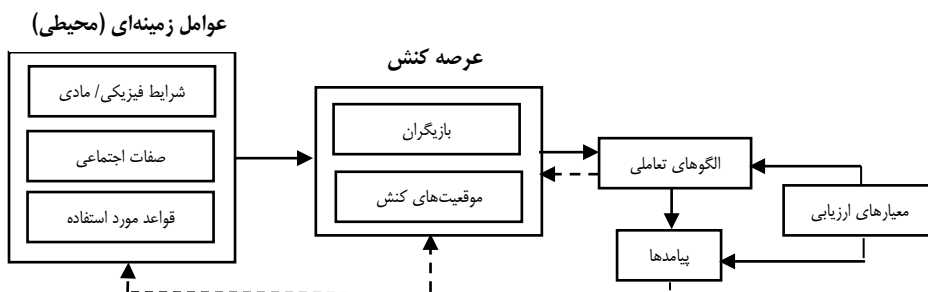 عوامل زمینه‌ای (محیطی)
شرایط فیزیکی/ مادی
صفات اجتماعی
قواعد مورد استفاده
عرصه کنش
بازیگران
موقعیت‌های کنش
الگوهای تعاملی
پیامدها
معیارهای ارزیابی